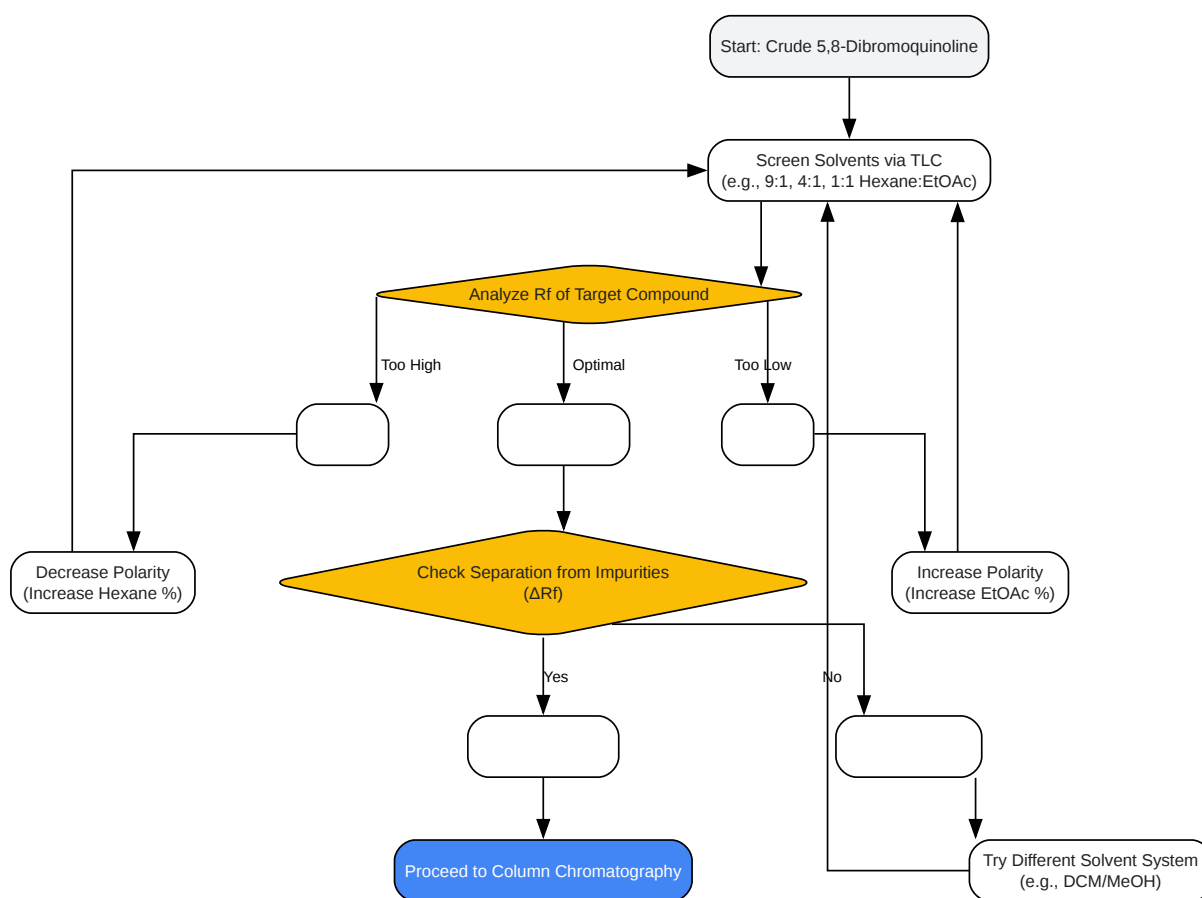 Start: Crude 5,8-Dibromoquinoline
Screen Solvents via TLC
(e.g., 9:1, 4:1, 1:1 Hexane:EtOAc)
Analyze Rf of Target Compound
Too High
Optimal
Too Low
Decrease Polarity
(Increase Hexane %)
Check Separation from Impurities
(ΔRf)
Increase Polarity
(Increase EtOAc %)
Yes
No
Proceed to Column Chromatography
Try Different Solvent System
(e.g., DCM/MeOH)